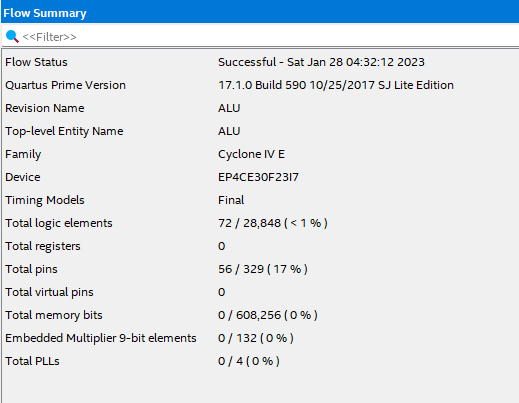 Flow Summary
<<Filter>>
Flow Status Successful - Sat Jan 28 04:32:12 2023
Quartus Prime Version 17.1.0 Build 590 10/25/2017 SJ Lite Edition
Revision Name ALU
Top-level Entity Name ALU
Family Cyclone IV E
Device EP4CE30F23I7
Timing Models Final
Total logic elements 72 / 28,848 ( < 1 % )
Total registers 0
Total pins 56 / 329 ( 17 % )
Total virtual pins 0
Total memory bits 0 / 608,256 ( 0 % )
Embedded Multiplier 9-bit elements 0 / 132 ( 0 % )
Total PLLs 0 / 4 ( 0 % )